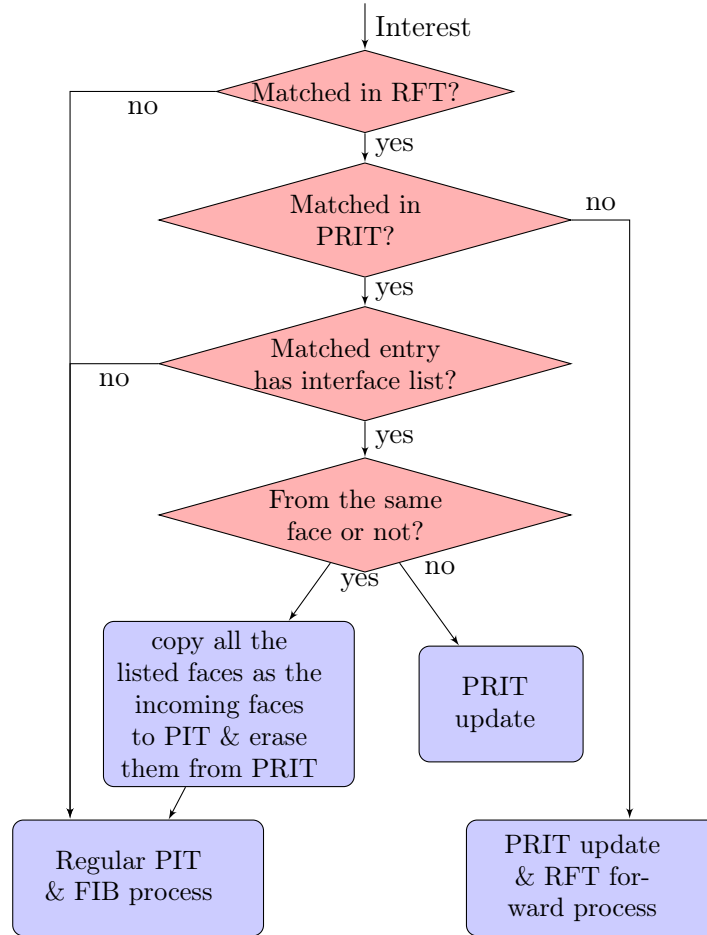 Interest
Matched in RFT?
no
yes
Matched in
PRIT?
no
yes
Matched entry
has interface list?
no
yes
From the same
face or not?
yes
no
copy all the
listed faces as the
incoming faces
to PIT & erase
them from PRIT
PRIT
update
Regular PIT
& FIB process
PRIT update
& RFT for-
ward process